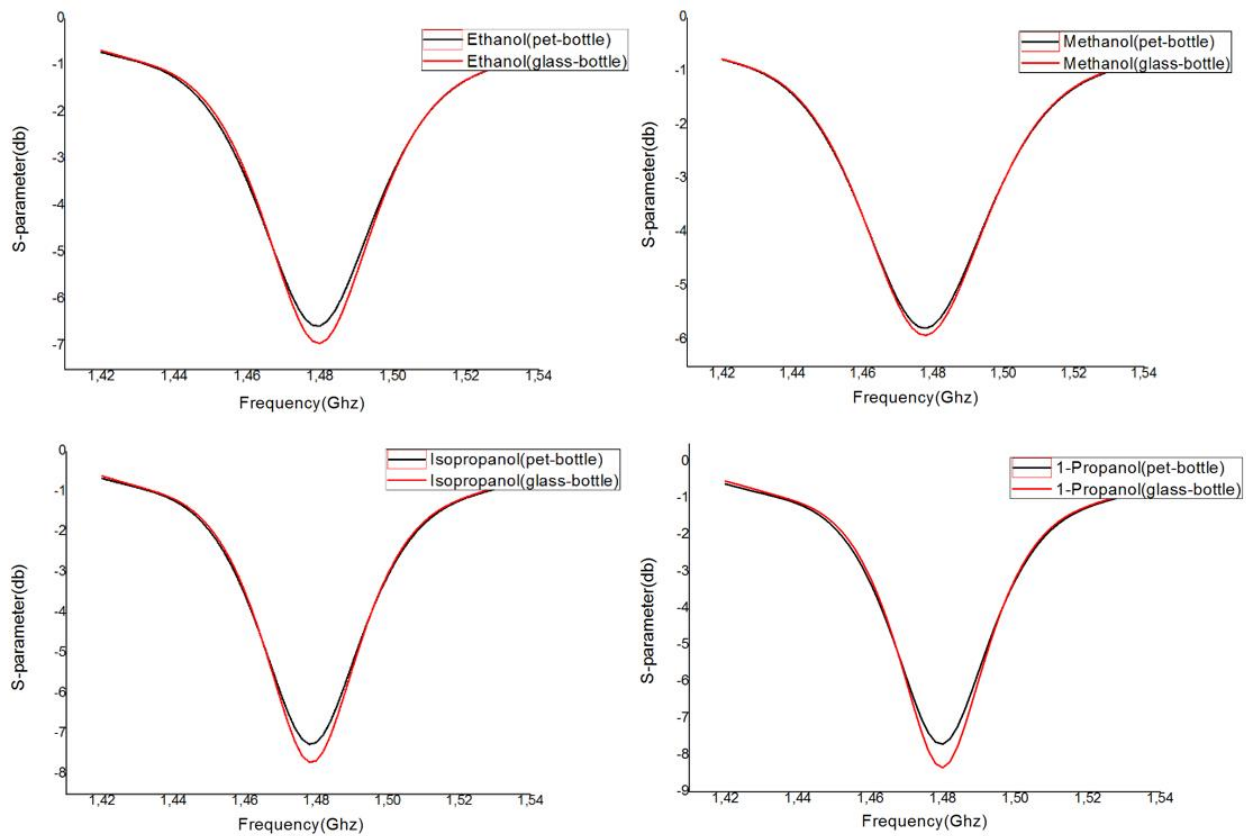 0
-1
-2
-3
-4
-5
-6
-7
S-parameter(db)
Ethanol(pet-bottle)
Ethanol(glass-bottle)
1,42 1,44 1,46 1,48 1,50 1,52 1,54
Frequency(Ghz)
0
-1
-2
-3
-4
-5
-6
S-parameter(db)
Methanol(pet-bottle)
Methanol(glass-bottle)
1,42 1,44 1,46 1,48 1,50 1,52 1,54
Frequency(Ghz)
0
-1
-2
-3
-4
-5
-6
-7
-8
S-parameter(db)
Isopropanol(pet-bottle)
Isopropanol(glass-bottle)
1,42 1,44 1,46 1,48 1,50 1,52 1,54
Frequency(Ghz)
0
-1
-2
-3
-4
-5
-6
-7
-8
-9
S-parameter(db)
1-Propanol(pet-bottle)
1-Propanol(glass-bottle)
1,42 1,44 1,46 1,48 1,50 1,52 1,54
Frequency(Ghz)